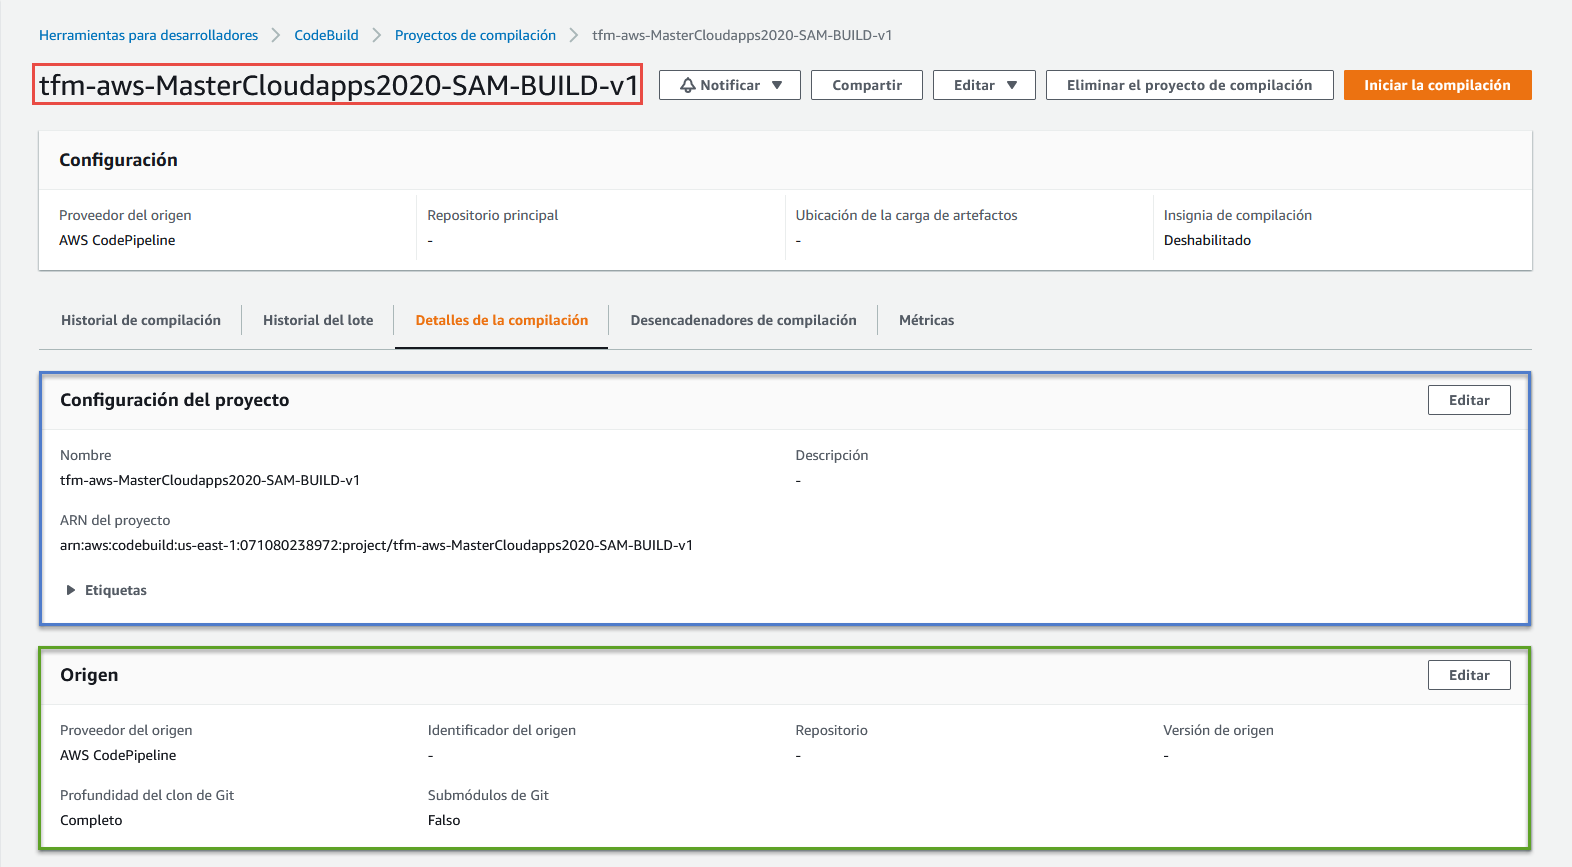 Herramientas para desarrolladores > CodeBuild > Proyectos de compilación > tfm-aws-MasterCloudapps2020-SAM-BUILD-v1
tfm-aws-MasterCloudapps2020-SAM-BUILD-v1 Notificar Compartir Editar Eliminar el proyecto de compilación Iniciar la compilación
Configuración
Proveedor del origen Repositorio principal Ubicación de la carga de artefactos Insignia de compilación
AWS CodePipeline - - Deshabilitado
Historial de compilación Historial del lote Detalles de la compilación Desencadenadores de compilación Métricas
Configuración del proyecto Editar
Nombre Descripción
tfm-aws-MasterCloudapps2020-SAM-BUILD-v1 -
ARN del proyecto
arn:aws:codebuild:us-east-1:071080238972:project/tfm-aws-MasterCloudapps2020-SAM-BUILD-v1
Etiquetas
Origen Editar
Proveedor del origen Identificador del origen Repositorio Versión de origen
AWS CodePipeline - - -
Profundidad del clon de Git Submódulos de Git
Completo Falso